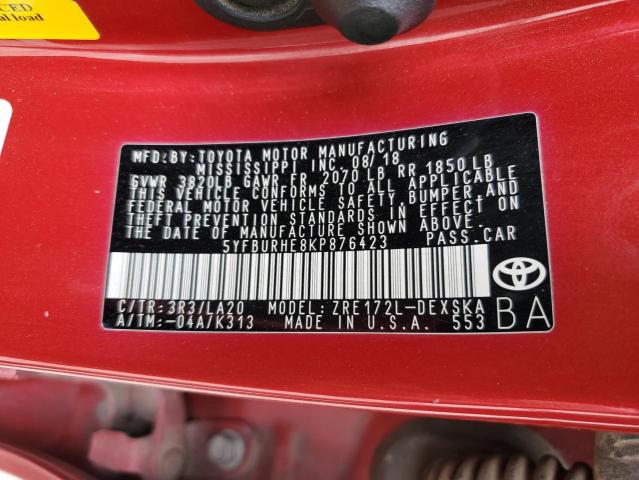 CED
al load
MFD.BY:TOYOTA MOTOR MANUFACTURING
MISSISSIPPI INC. 08/18
GVWR 3820LB GAWR FR 2070 LB RR 1850 LB
THIS VEHICLE CONFORMS TO ALL APPLICABLE
FEDERAL MOTOR VEHICLE SAFETY,BUMPER,AND
THEFT PREVENTION STANDARDS IN EFFECT ON
THE DATE OF MANUFACTURE SHOWN ABOVE.
5YFBURHE8KP876423 PASS.CAR
C/TR:3R3/LA20 MODEL:ZRE172L-DEXSKA
A/TM:-04A/K313 MADE IN U.S.A. 553
BA